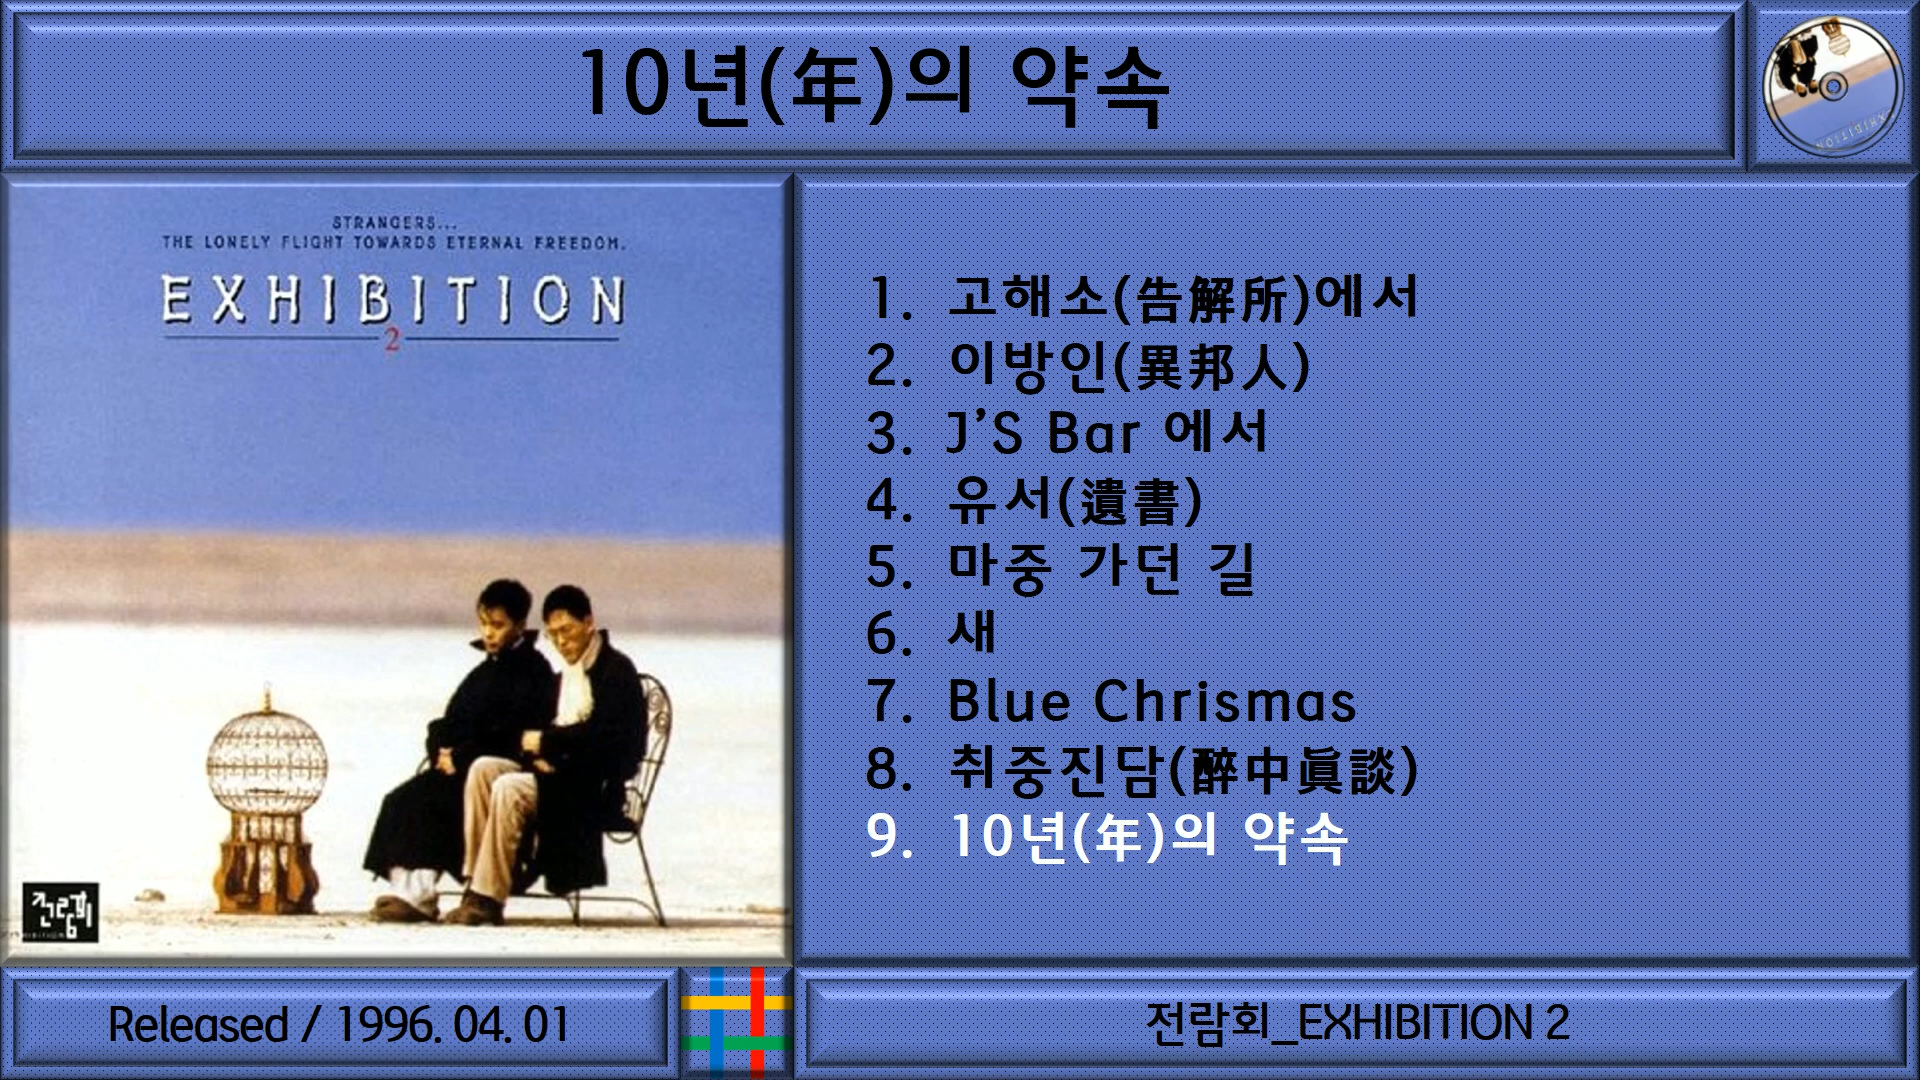 10년(年)의 약속
STRANGERS...
THE LONELY FLIGHT TOWARDS ETERNAL FREEDOM.
EXHIBITION
2
전람회
1. 고해소(告解所)에서
2. 이방인(異邦人)
3. J’S Bar 에서
4. 유서(遺書)
5. 마중 가던 길
6. 새
7. Blue Chrismas
8. 취중진담(醉中眞談)
9. 10년(年)의 약속
Released / 1996. 04. 01
전람회_EXHIBITION 2
EXHIBITION